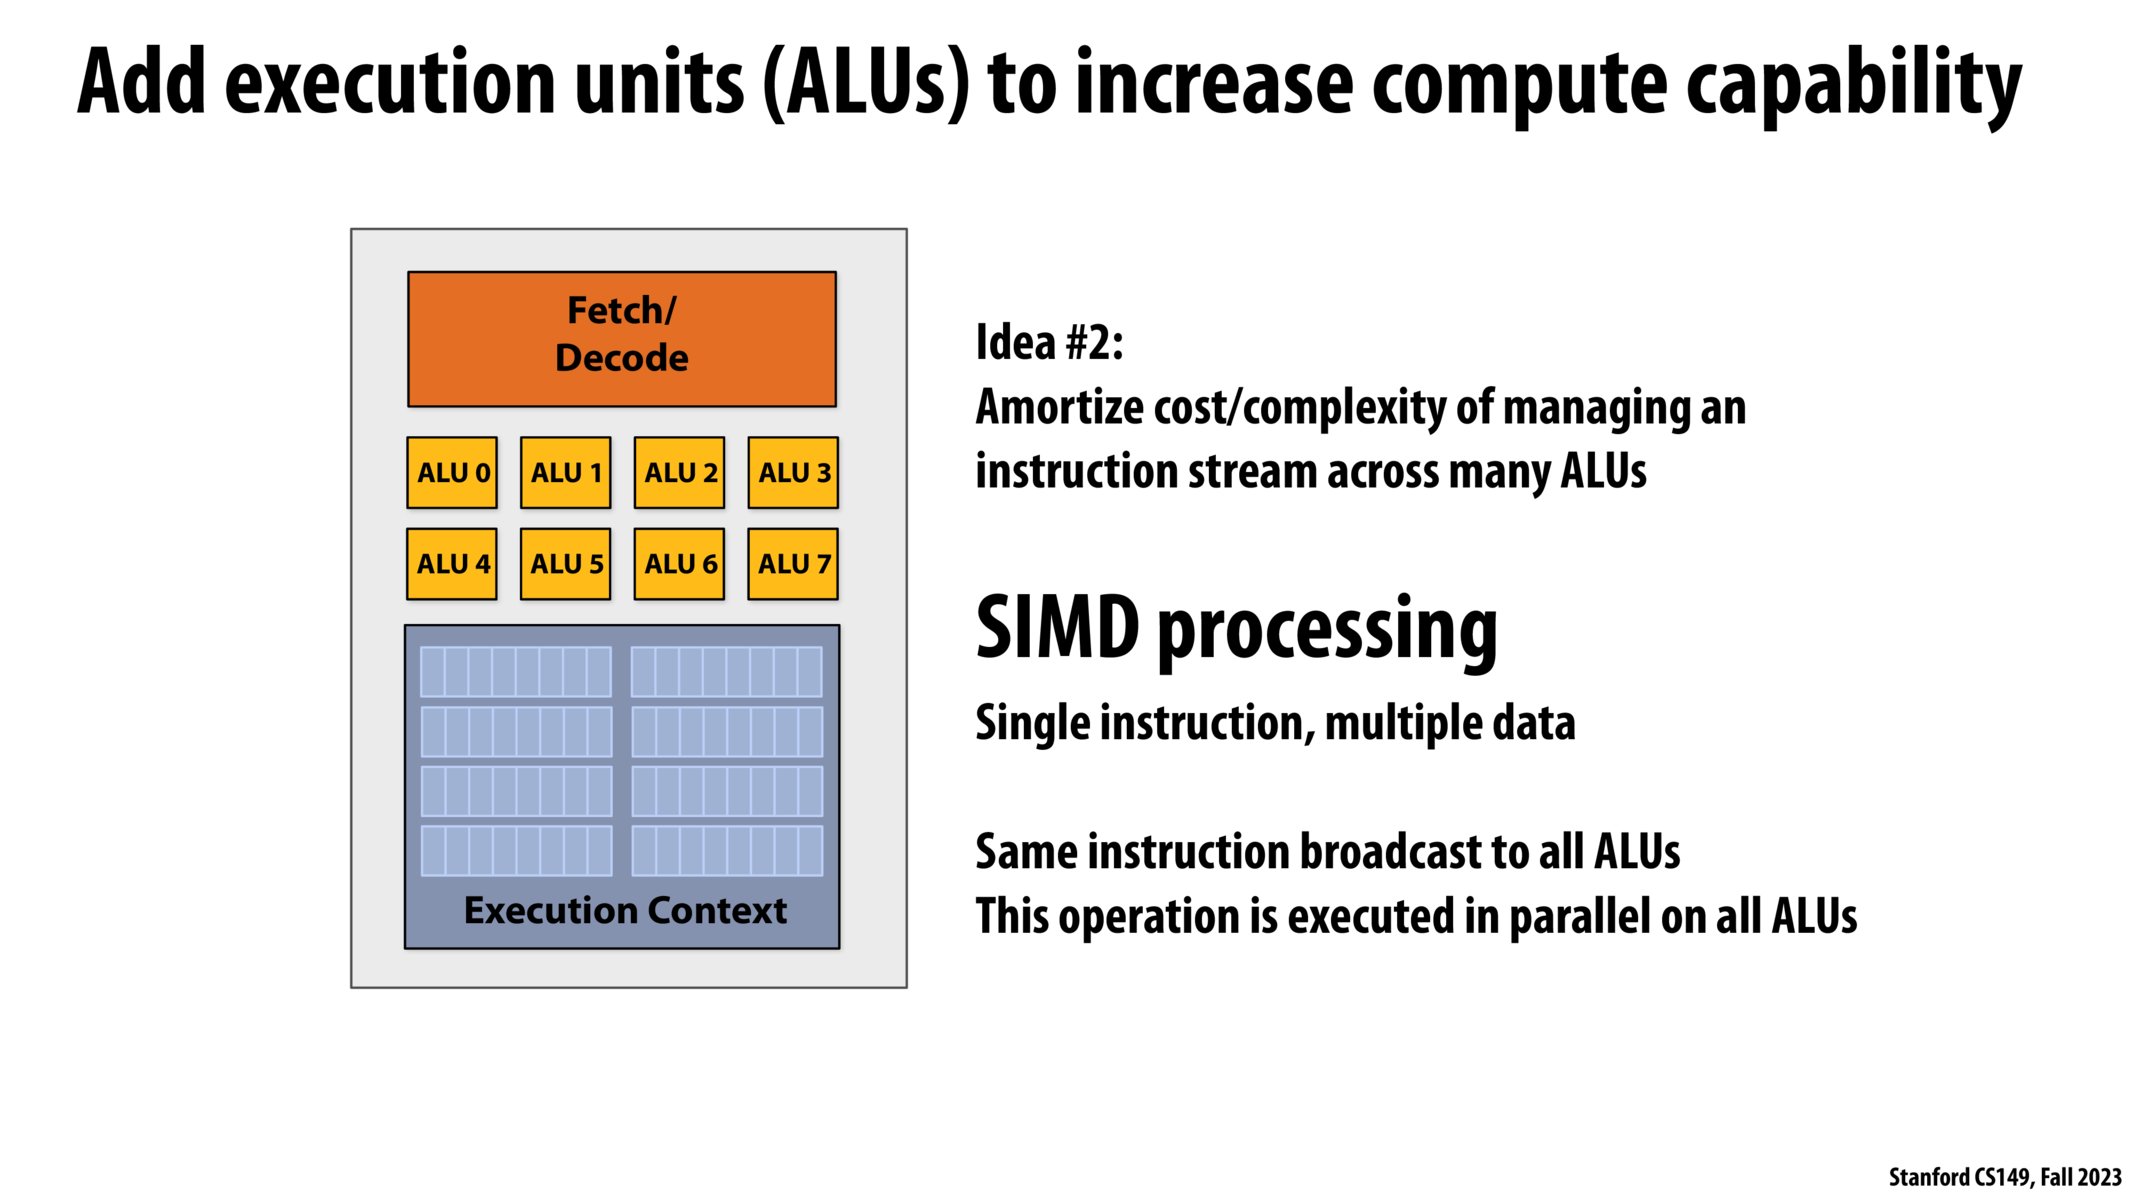 Add execution units (ALUs) to increase compute capability
Fetch/
Decode
ALU 0
ALU 1
ALU 2
ALU 3
ALU 4
ALU 5
ALU 6
ALU 7
Execution Context
Idea #2:
Amortize cost/complexity of managing an
instruction stream across many ALUs
SIMD processing
Single instruction, multiple data
Same instruction broadcast to all ALUs
This operation is executed in parallel on all ALUs
Stanford CS149, Fall 2023